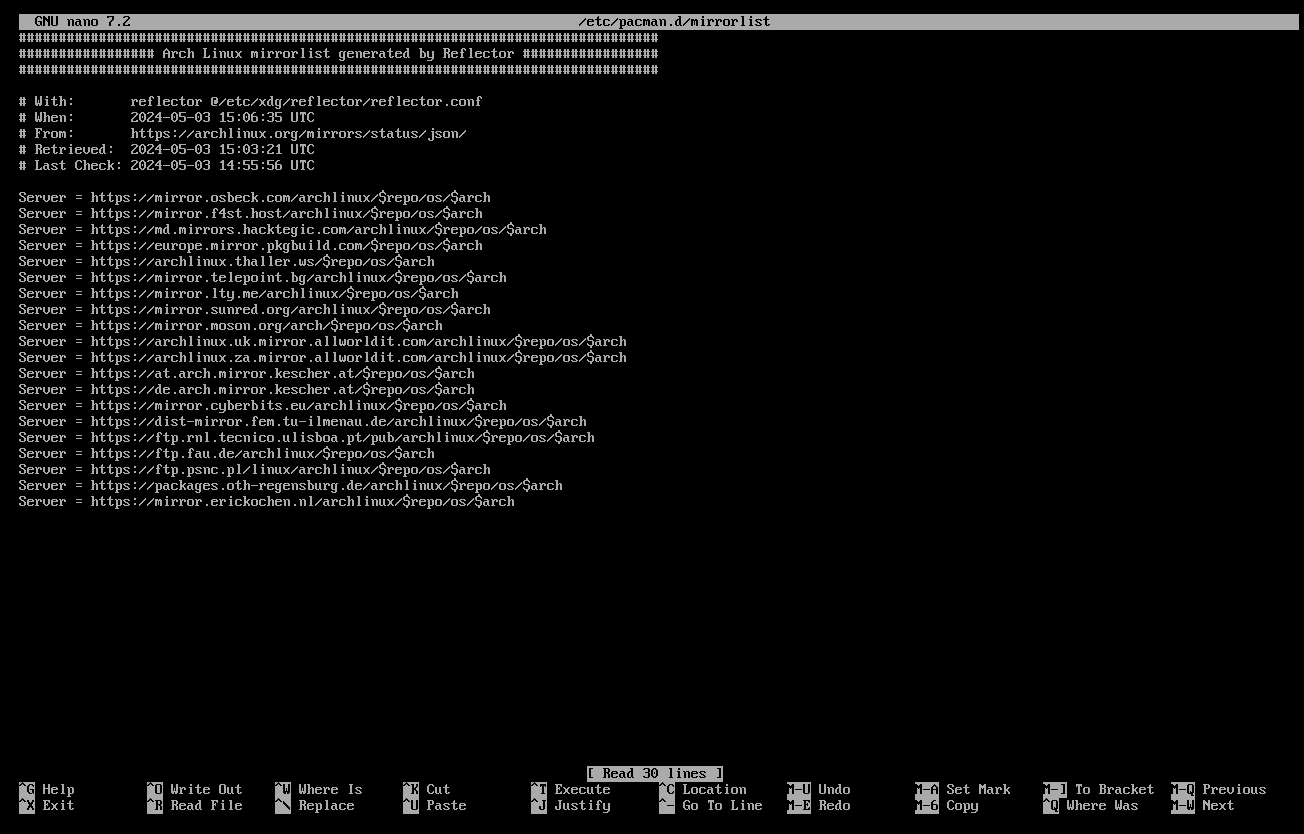 GNU nano 7.2 /etc/pacman.d/mirrorlist
################################################################################
################# Arch Linux mirrorlist generated by Reflector #################
################################################################################
# With: reflector @/etc/xdg/reflector/reflector.conf
# When: 2024-05-03 15:06:35 UTC
# From: https://archlinux.org/mirrors/status/json/
# Retrieved: 2024-05-03 15:03:21 UTC
# Last Check: 2024-05-03 14:55:56 UTC
Server = https://mirror.osbeck.com/archlinux/$repo/os/$arch
Server = https://mirror.f4st.host/archlinux/$repo/os/$arch
Server = https://md.mirrors.hacktegic.com/archlinux/$repo/os/$arch
Server = https://europe.mirror.pkgbuild.com/$repo/os/$arch
Server = https://archlinux.thaller.ws/$repo/os/$arch
Server = https://mirror.telepoint.bg/archlinux/$repo/os/$arch
Server = https://mirror.lty.me/archlinux/$repo/os/$arch
Server = https://mirror.sunred.org/archlinux/$repo/os/$arch
Server = https://mirror.moson.org/arch/$repo/os/$arch
Server = https://archlinux.uk.mirror.allworldit.com/archlinux/$repo/os/$arch
Server = https://archlinux.za.mirror.allworldit.com/archlinux/$repo/os/$arch
Server = https://at.arch.mirror.kescher.at/$repo/os/$arch
Server = https://de.arch.mirror.kescher.at/$repo/os/$arch
Server = https://mirror.cyberbits.eu/archlinux/$repo/os/$arch
Server = https://dist-mirror.fem.tu-ilmenau.de/archlinux/$repo/os/$arch
Server = https://ftp.rnl.tecnico.ulisboa.pt/pub/archlinux/$repo/os/$arch
Server = https://ftp.fau.de/archlinux/$repo/os/$arch
Server = https://ftp.psnc.pl/linux/archlinux/$repo/os/$arch
Server = https://packages.oth-regensburg.de/archlinux/$repo/os/$arch
Server = https://mirror.erickochen.nl/archlinux/$repo/os/$arch
[ Read 30 lines ]
^G Help ^O Write Out ^W Where Is ^K Cut ^T Execute ^C Location M-U Undo M-A Set Mark M-] To Bracket M-Q Previous
^X Exit ^R Read File ^\ Replace ^U Paste ^J Justify ^- Go To Line M-E Redo M-6 Copy ^Q Where Was M-W Next